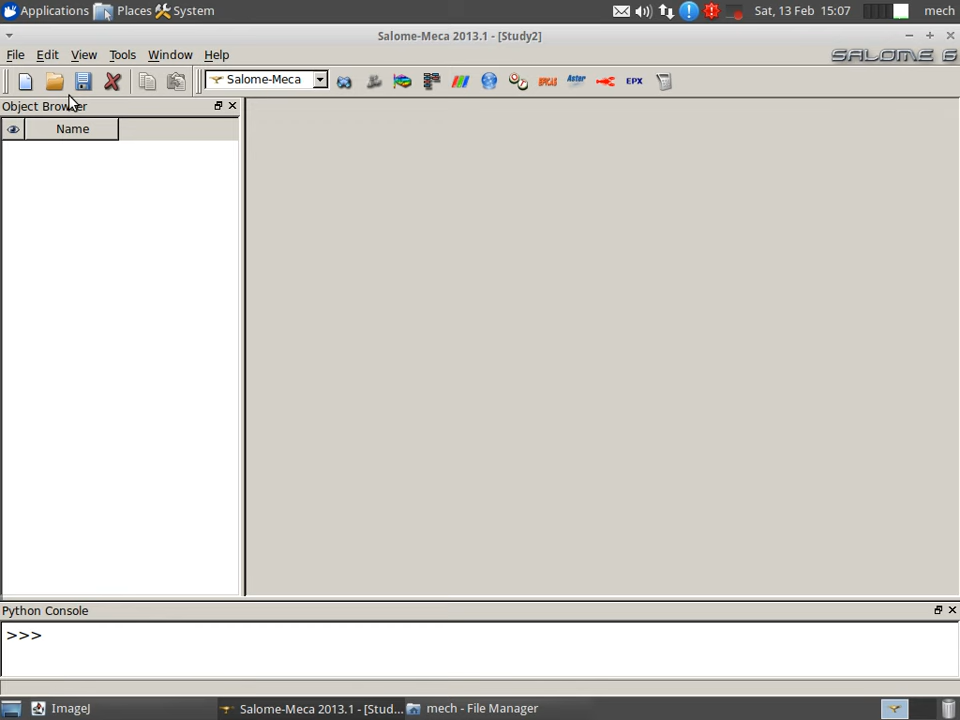 Applications Places System Sat, 13 Feb 15:07 mech
Salome-Meca 2013.1 - [Study2]
File Edit View Tools Window Help SALOME 6
Salome-Meca EFICAS Aster EPX
Object Browser
Name
Python Console
>>>
ImageJ Salome-Meca 2013.1 - [Stud... mech - File Manager